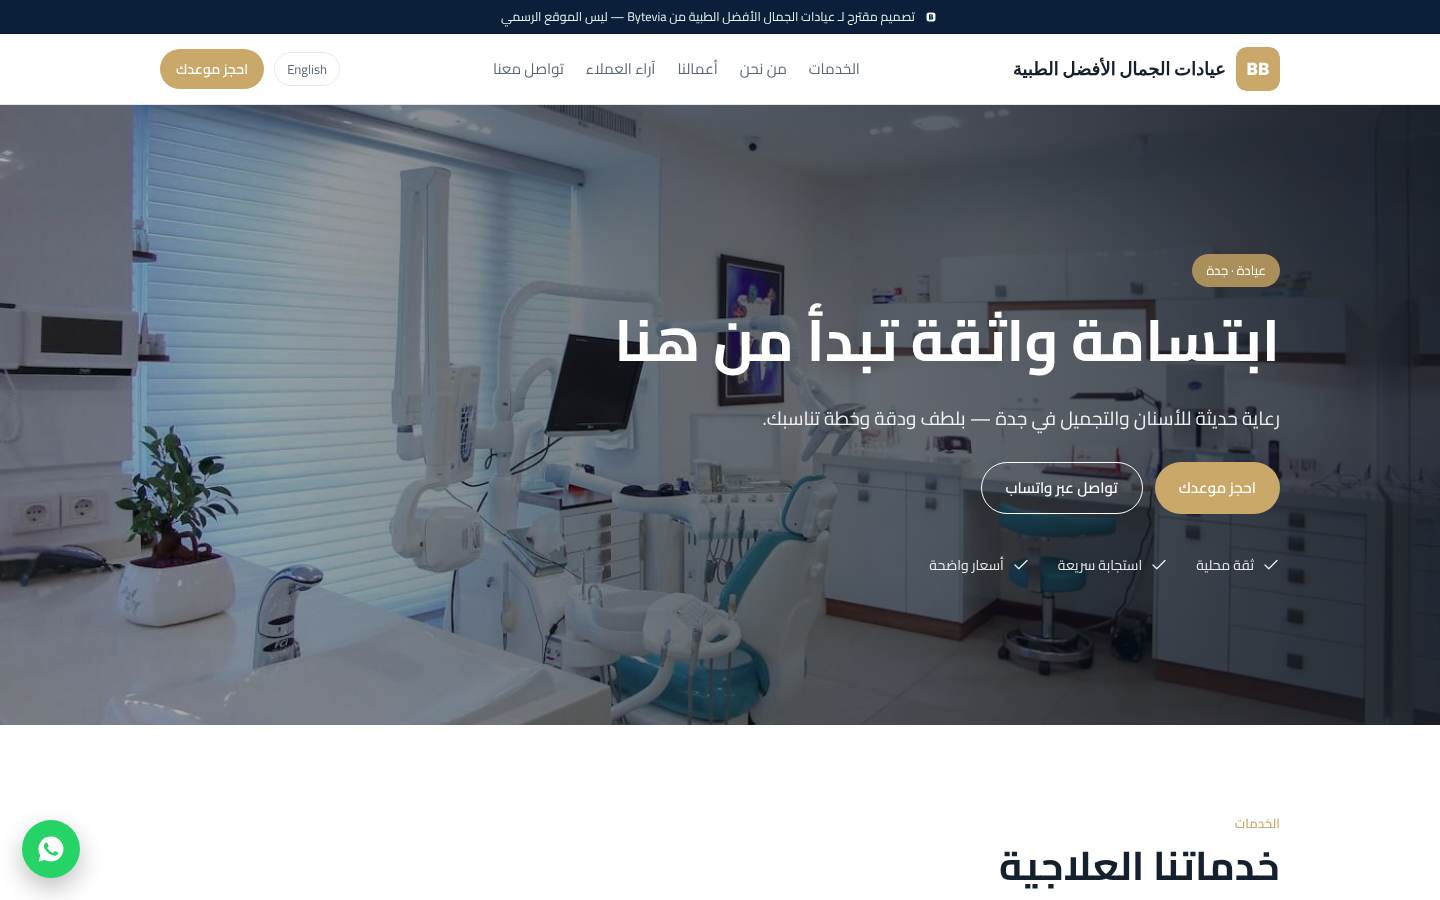 تصميم مقترح لـ عيادات الجمال الأفضل الطبية من Bytevia — ليس الموقع الرسمي
BB
عيادات الجمال الأفضل الطبية
الخدمات
من نحن
أعمالنا
آراء العملاء
تواصل معنا
English
احجز موعدك
عيادة · جدة
ابتسامة واثقة تبدأ من هنا
رعاية حديثة للأسنان والتجميل في جدة — بلطف ودقة وخطة تناسبك.
احجز موعدك
تواصل عبر واتساب
ثقة محلية
استجابة سريعة
أسعار واضحة
الخدمات
خدماتنا العلاجية